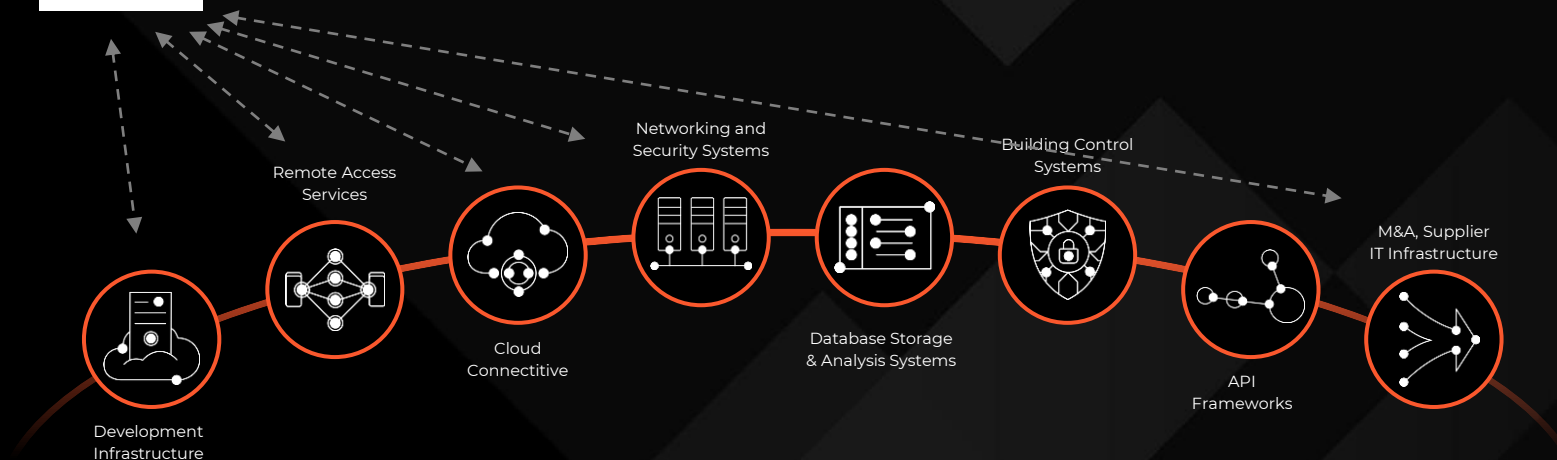 Networking and
Security Systems
Building Control
Systems
Remote Access
Services
M&A, Supplier
IT Infrastructure
Cloud
Connectitive
Database Storage
& Analysis Systems
API
Frameworks
Development
Infrastructure